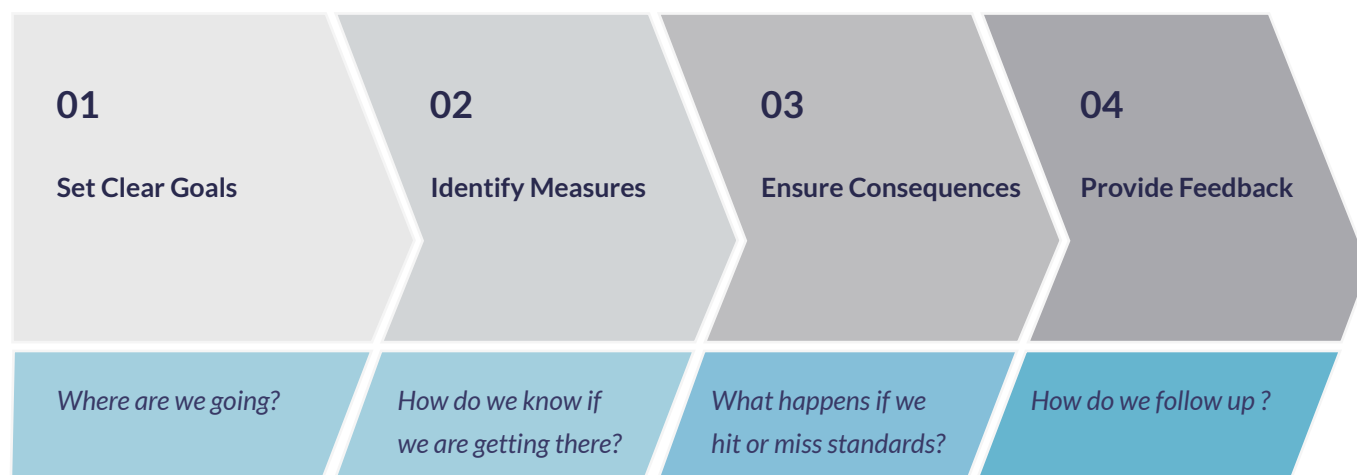 01
Set Clear Goals
Where are we going?
02
Identify Measures
How do we know if
we are getting there?
03
Ensure Consequences
What happens if we
hit or miss standards?
04
Provide Feedback
How do we follow up ?